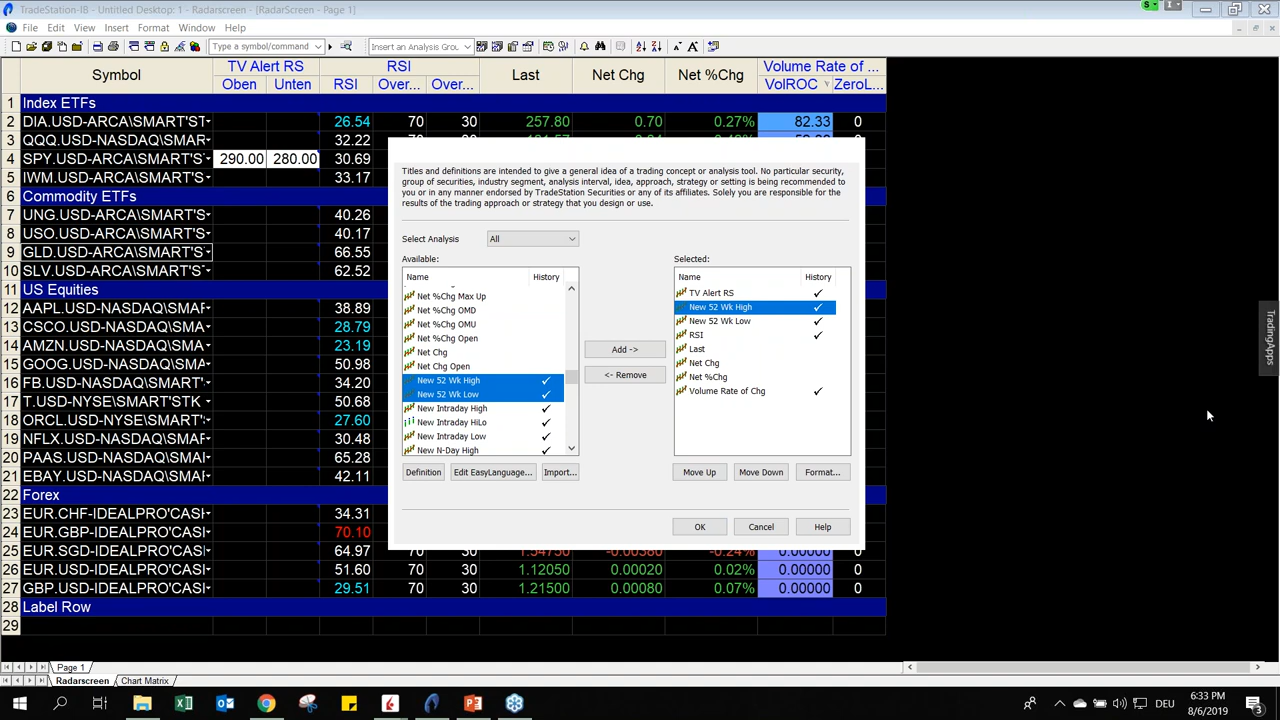 TradeStation-IB - Untitled Desktop: 1 - Radarscreen - [RadarScreen - Page 1]
File Edit View Insert Format Window Help
Type a symbol/command Insert an Analysis Grou
Symbol TV Alert RS RSI Last Net Chg Net %Chg Volume Rate of ...
Oben Unten RSI Over... Over... VolROC ZeroL...
1 Index ETFs
2 DIA.USD-ARCA\SMART'ST 26.54 70 30 257.80 0.70 0.27% 82.33 0
3 QQQ.USD-NASDAQ\SMAR 32.22
4 SPY.USD-ARCA\SMART'S 290.00 280.00 30.69
5 IWM.USD-ARCA\SMART'S 33.17
6 Commodity ETFs
7 UNG.USD-ARCA\SMART'S 40.26
8 USO.USD-ARCA\SMART'S 40.17
9 GLD.USD-ARCA\SMART'S 66.55
10 SLV.USD-ARCA\SMART'S 62.52
11 US Equities
12 AAPL.USD-NASDAQ\SMAR 38.89
13 CSCO.USD-NASDAQ\SMAF 28.79
14 AMZN.USD-NASDAQ\SMAF 23.19
15 GOOG.USD-NASDAQ\SMAF 50.98
16 FB.USD-NASDAQ\SMART'S 34.20
17 T.USD-NYSE\SMART'STK 50.68
18 ORCL.USD-NYSE\SMART'S 27.60
19 NFLX.USD-NASDAQ\SMAF 30.48
20 PAAS.USD-NASDAQ\SMAF 65.28
21 EBAY.USD-NASDAQ\SMAF 42.11
22 Forex
23 EUR.CHF-IDEALPRO'CASI 34.31
24 EUR.GBP-IDEALPRO'CASI 70.10
25 EUR.SGD-IDEALPRO'CASI 64.97 70 30 1.54750 -0.00380 -0.24% 0.00000 0
26 EUR.USD-IDEALPRO'CASI 51.60 70 30 1.12050 0.00020 0.02% 0.00000 0
27 GBP.USD-IDEALPRO'CASI 29.51 70 30 1.21500 0.00080 0.07% 0.00000 0
28 Label Row
29
Titles and definitions are intended to give a general idea of a trading concept or analysis tool. No particular security,
group of securities, industry segment, analysis interval, idea, approach, strategy or setting is being recommended to
you or in any manner endorsed by TradeStation Securities or any of its affiliates. Solely you are responsible for the
results of the trading approach or strategy that you design or use.
Select Analysis All
Available:
Name History
Net %Chg Max Up
Net %Chg OMD
Net %Chg OMU
Net %Chg Open
Net Chg
Net Chg Open
New 52 Wk High
New 52 Wk Low
New Intraday High
New Intraday HiLo
New Intraday Low
New N-Day High
Add ->
<- Remove
Selected:
Name History
TV Alert RS
New 52 Wk High
New 52 Wk Low
RSI
Last
Net Chg
Net %Chg
Volume Rate of Chg
Definition Edit EasyLanguage... Import... Move Up Move Down Format...
OK Cancel Help
TradingApps
Page 1
Radarscreen Chart Matrix
DEU
6:33 PM
8/6/2019
3